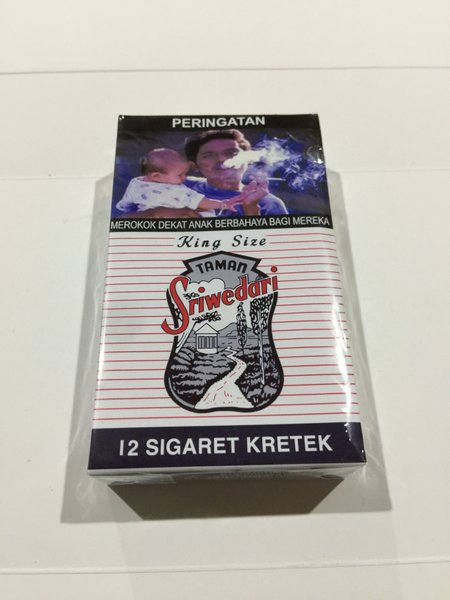 PERINGATAN
MEROKOK DEKAT ANAK BERBAHAYA BAGI MEREKA
King Size
TAMAN
Sriwedari
12 SIGARET KRETEK